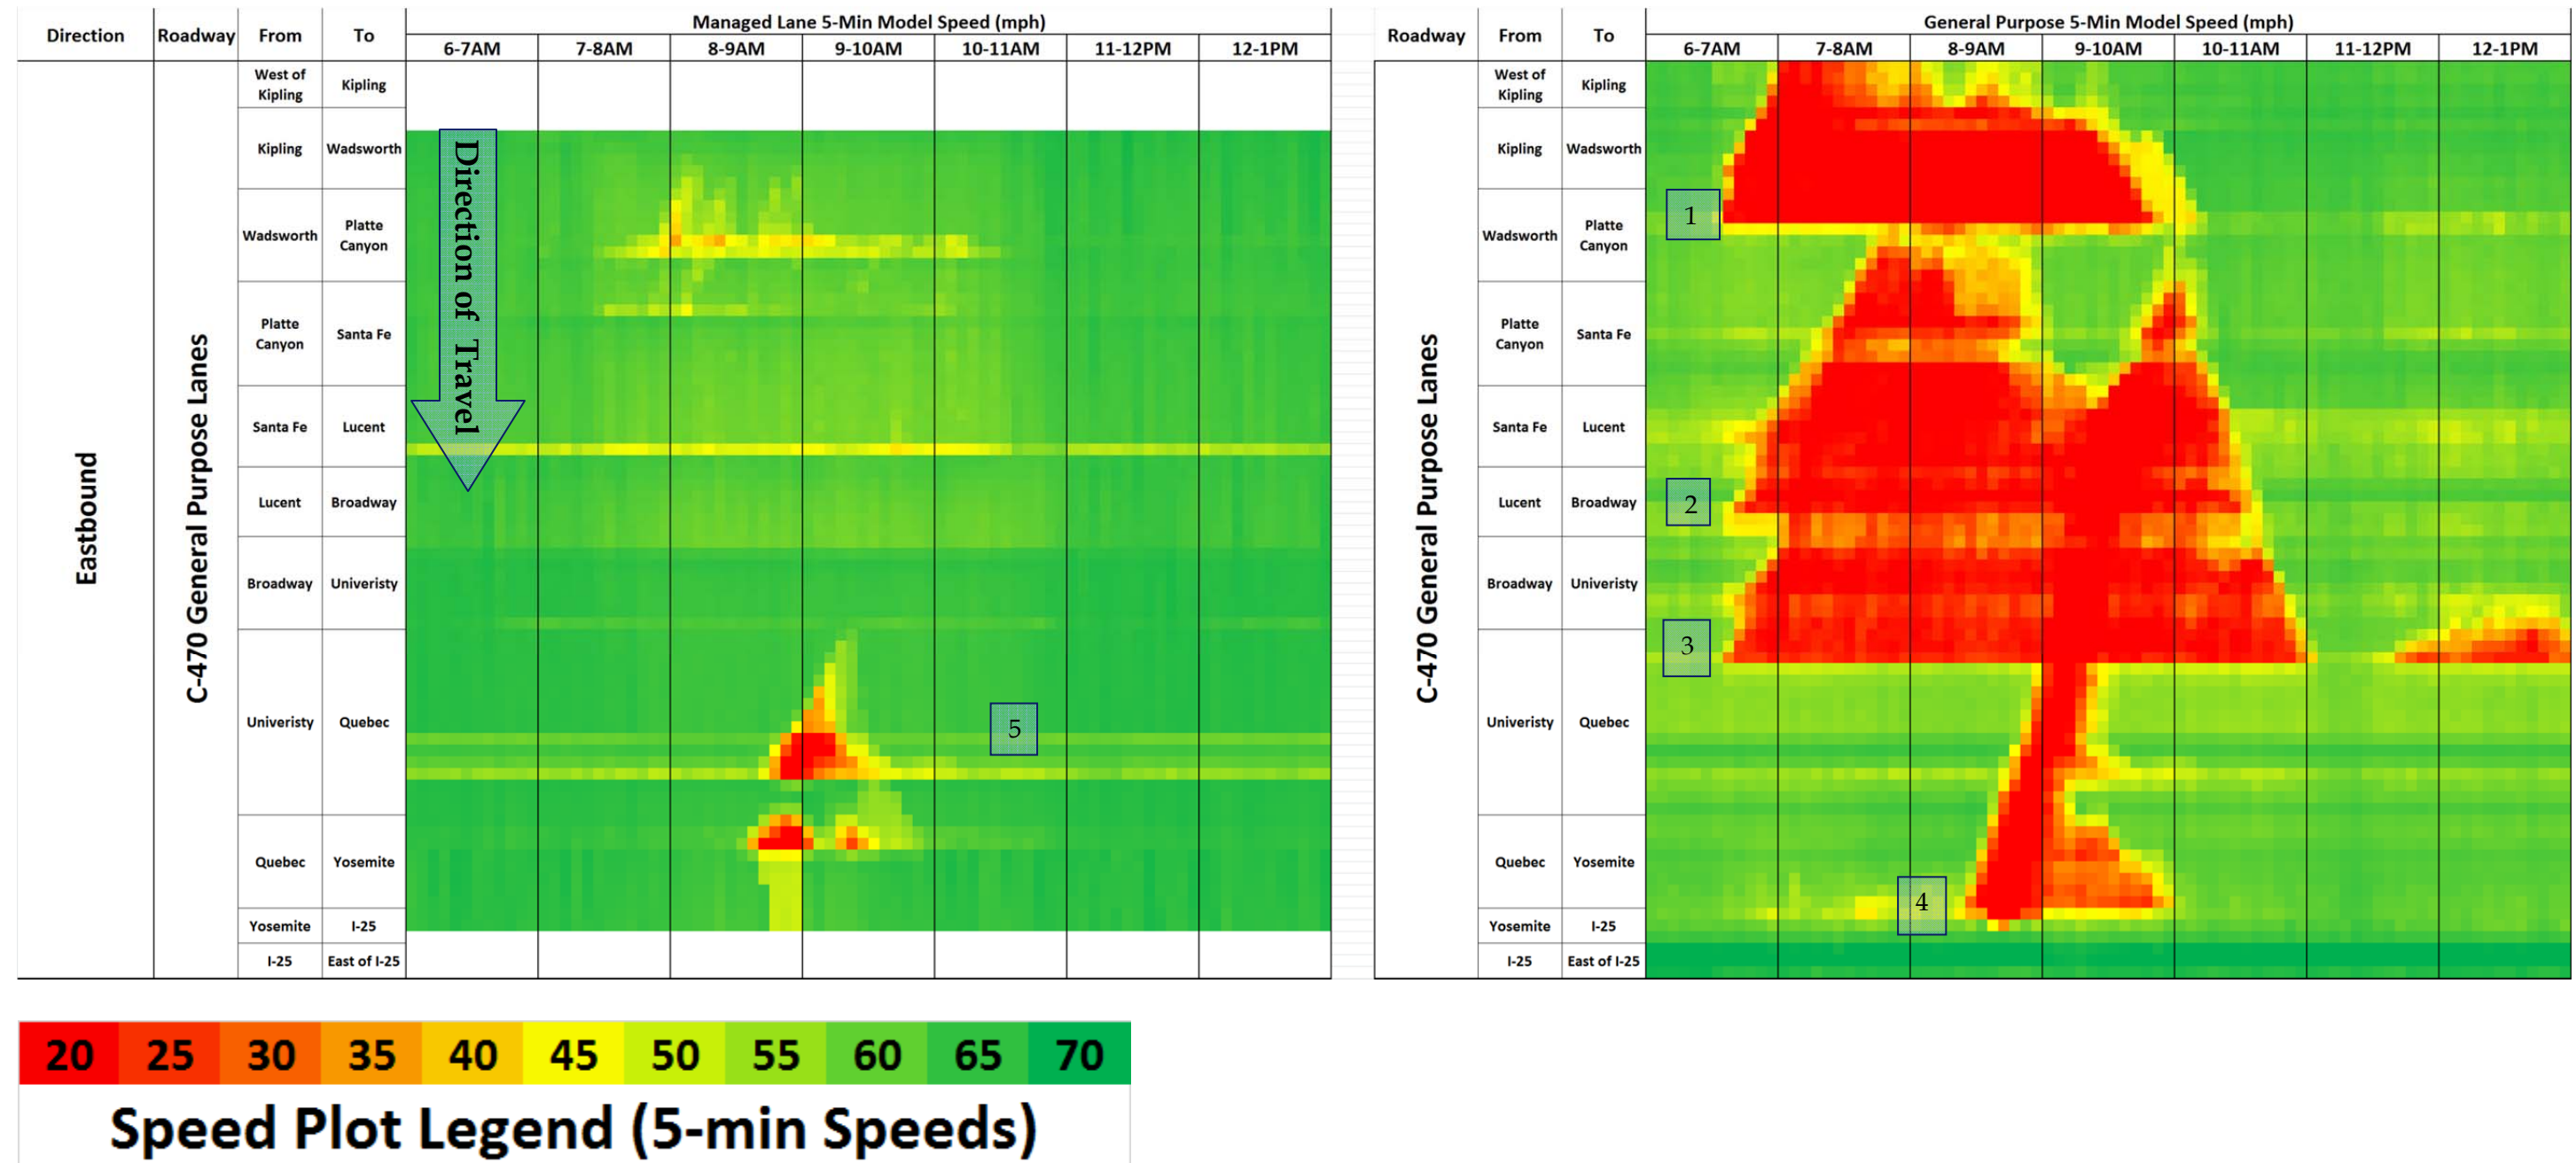 Direction
Roadway
From
To
Managed Lane 5-Min Model Speed (mph)
6-7AM
7-8AM
8-9AM
9-10AM
10-11AM
11-12PM
12-1PM
Eastbound
C-470 General Purpose Lanes
West of
Kipling
Kipling
Kipling
Wadsworth
Wadsworth
Platte
Canyon
Platte
Canyon
Santa Fe
Santa Fe
Lucent
Lucent
Broadway
Broadway
Univeristy
Univeristy
Quebec
Quebec
Yosemite
Yosemite
I-25
I-25
East of I-25
Direction of Travel
5
Roadway
From
To
General Purpose 5-Min Model Speed (mph)
6-7AM
7-8AM
8-9AM
9-10AM
10-11AM
11-12PM
12-1PM
C-470 General Purpose Lanes
West of
Kipling
Kipling
Kipling
Wadsworth
Wadsworth
Platte
Canyon
Platte
Canyon
Santa Fe
Santa Fe
Lucent
Lucent
Broadway
Broadway
Univeristy
Univeristy
Quebec
Quebec
Yosemite
Yosemite
I-25
I-25
East of I-25
1
2
3
4
20 25 30 35 40 45 50 55 60 65 70
Speed Plot Legend (5-min Speeds)